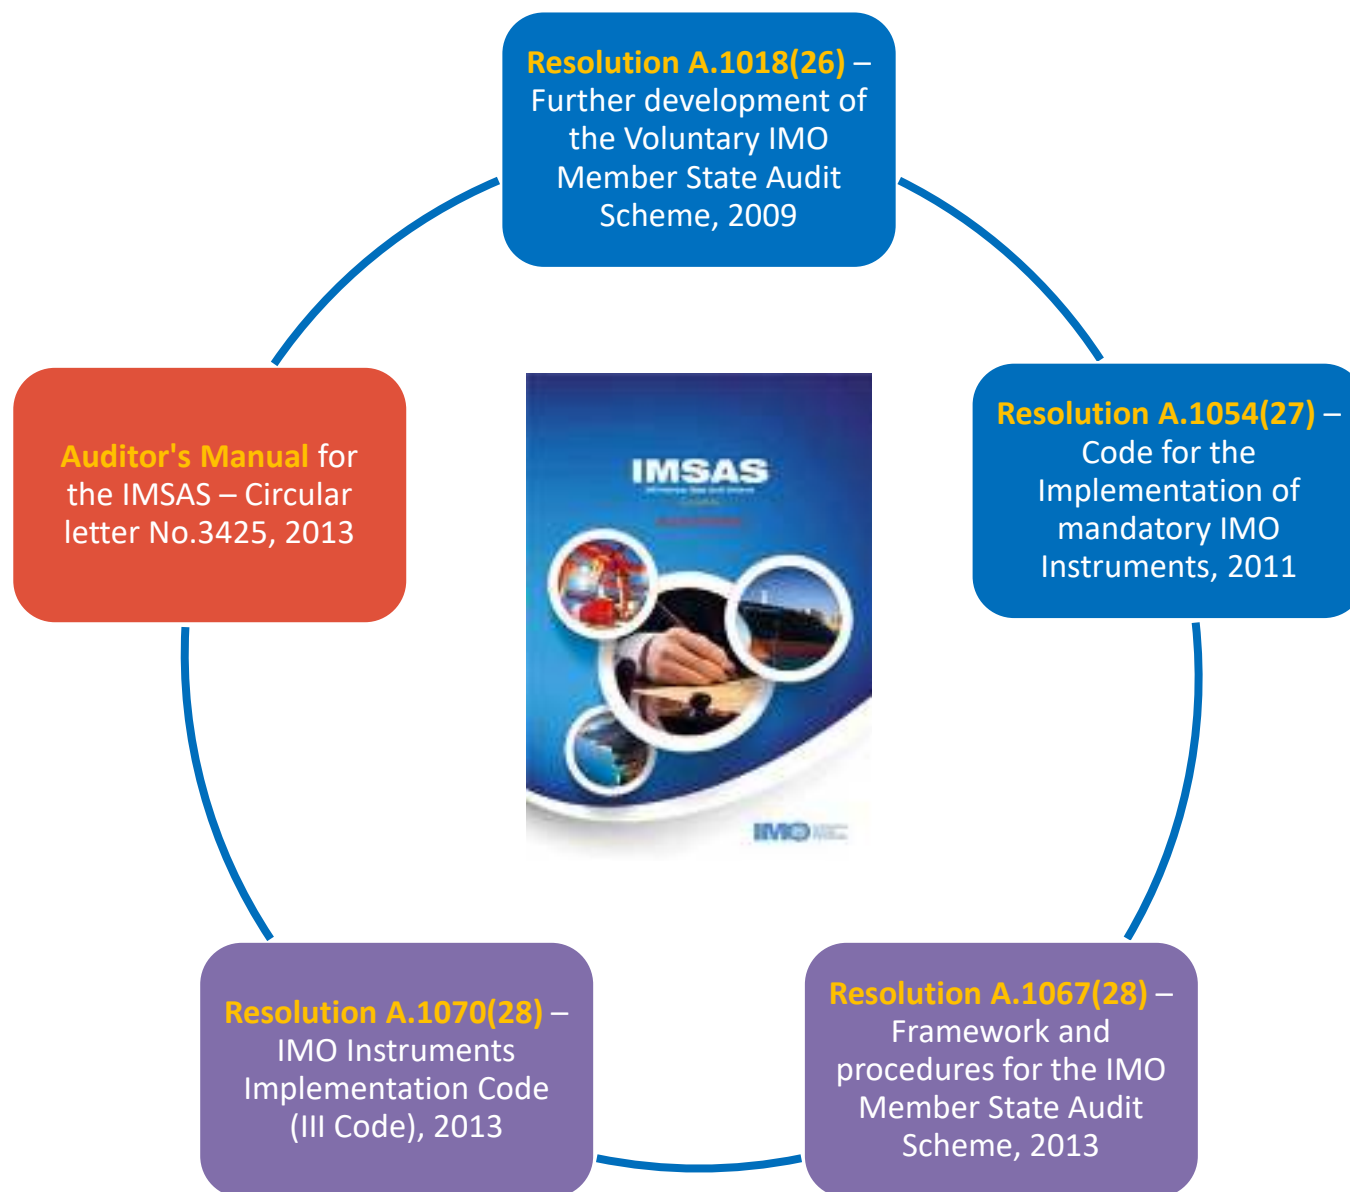 Resolution A.1018(26) –
Further development of
the Voluntary IMO
Member State Audit
Scheme, 2009
Resolution A.1054(27) –
Code for the
Implementation of
mandatory IMO
Instruments, 2011
Resolution A.1067(28) –
Framework and
procedures for the IMO
Member State Audit
Scheme, 2013
Resolution A.1070(28) –
IMO Instruments
Implementation Code
(III Code), 2013
Auditor's Manual for
the IMSAS – Circular
letter No.3425, 2013
IMSAS
IMO